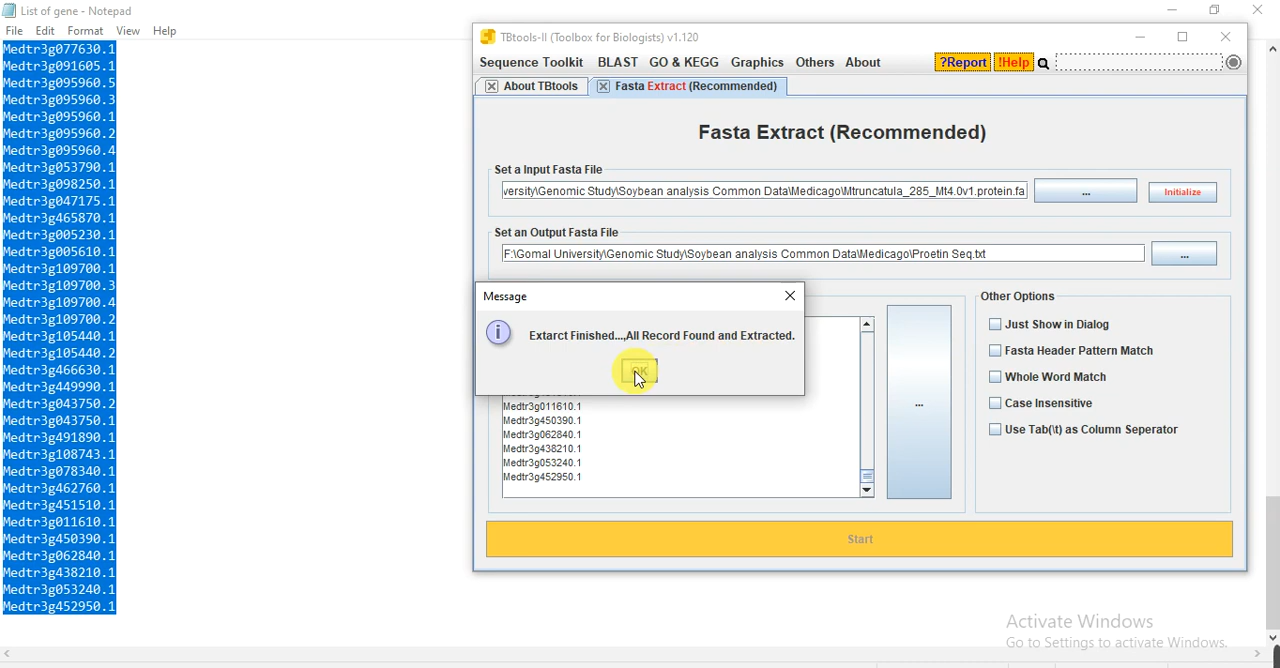 List of gene - Notepad
File Edit Format View Help
Medtr3g077630.1
Medtr3g091605.1
Medtr3g095960.5
Medtr3g095960.3
Medtr3g095960.1
Medtr3g095960.2
Medtr3g095960.4
Medtr3g053790.1
Medtr3g098250.1
Medtr3g047175.1
Medtr3g465870.1
Medtr3g005230.1
Medtr3g005610.1
Medtr3g109700.1
Medtr3g109700.3
Medtr3g109700.4
Medtr3g109700.2
Medtr3g105440.1
Medtr3g105440.2
Medtr3g466630.1
Medtr3g449990.1
Medtr3g043750.2
Medtr3g043750.1
Medtr3g491890.1
Medtr3g108743.1
Medtr3g078340.1
Medtr3g462760.1
Medtr3g451510.1
Medtr3g011610.1
Medtr3g450390.1
Medtr3g062840.1
Medtr3g438210.1
Medtr3g053240.1
Medtr3g452950.1
TBtools-II (Toolbox for Biologists) v1.120
Sequence Toolkit BLAST GO & KEGG Graphics Others About ?Report !Help
About TBtools Fasta Extract (Recommended)
Fasta Extract (Recommended)
Set a Input Fasta File
versity\Genomic Study\Soybean analysis Common Data\Medicago\Mtruncatula_285_Mt4.0v1.protein.fa ... Initialize
Set an Output Fasta File
F:\Gomal University\Genomic Study\Soybean analysis Common Data\Medicago\Proetin Seq.txt ...
Message
Extarct Finished...,All Record Found and Extracted.
OK
Medtr3g011610.1
Medtr3g450390.1
Medtr3g062840.1
Medtr3g438210.1
Medtr3g053240.1
Medtr3g452950.1
...
Other Options
Just Show in Dialog
Fasta Header Pattern Match
Whole Word Match
Case Insensitive
Use Tab(\t) as Column Seperator
Start
Activate Windows
Go to Settings to activate Windows.